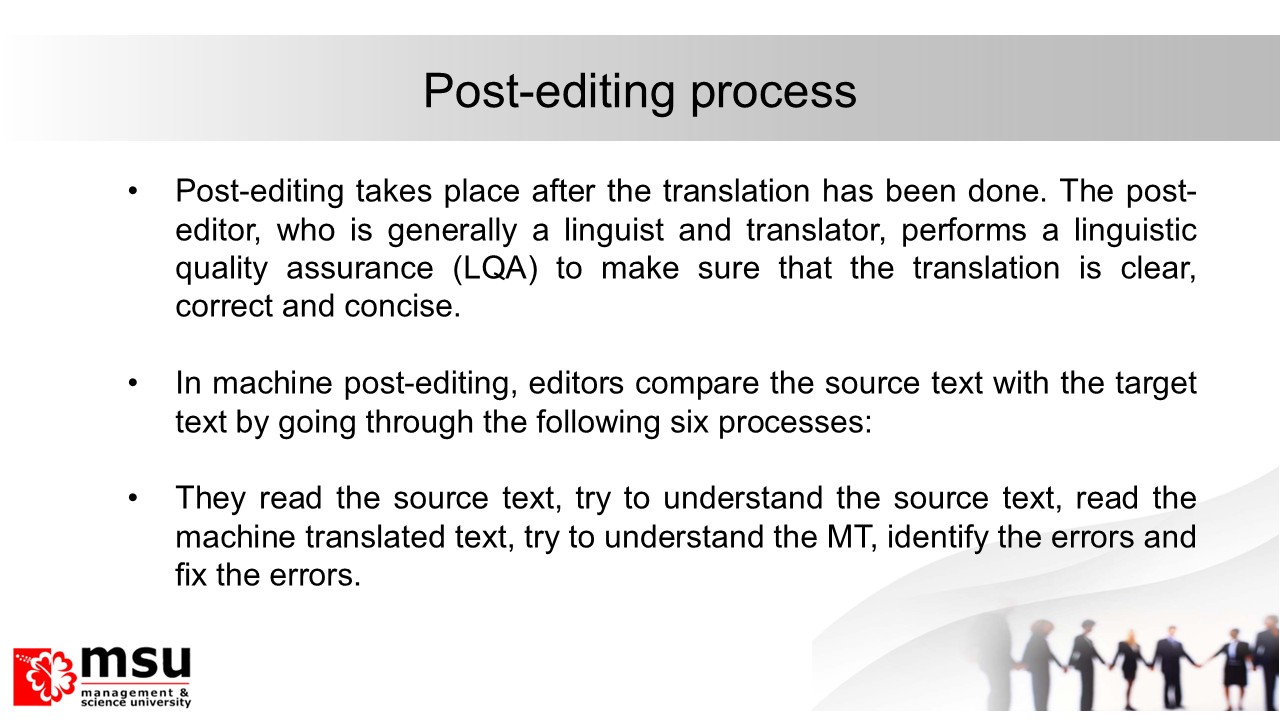 Post-editing process
• Post-editing takes place after the translation has been done. The post-
editor, who is generally a linguist and translator, performs a linguistic
quality assurance (LQA) to make sure that the translation is clear,
correct and concise.
• In machine post-editing, editors compare the source text with the target
text by going through the following six processes:
• They read the source text, try to understand the source text, read the
machine translated text, try to understand the MT, identify the errors and
fix the errors.
msu
management &
science university